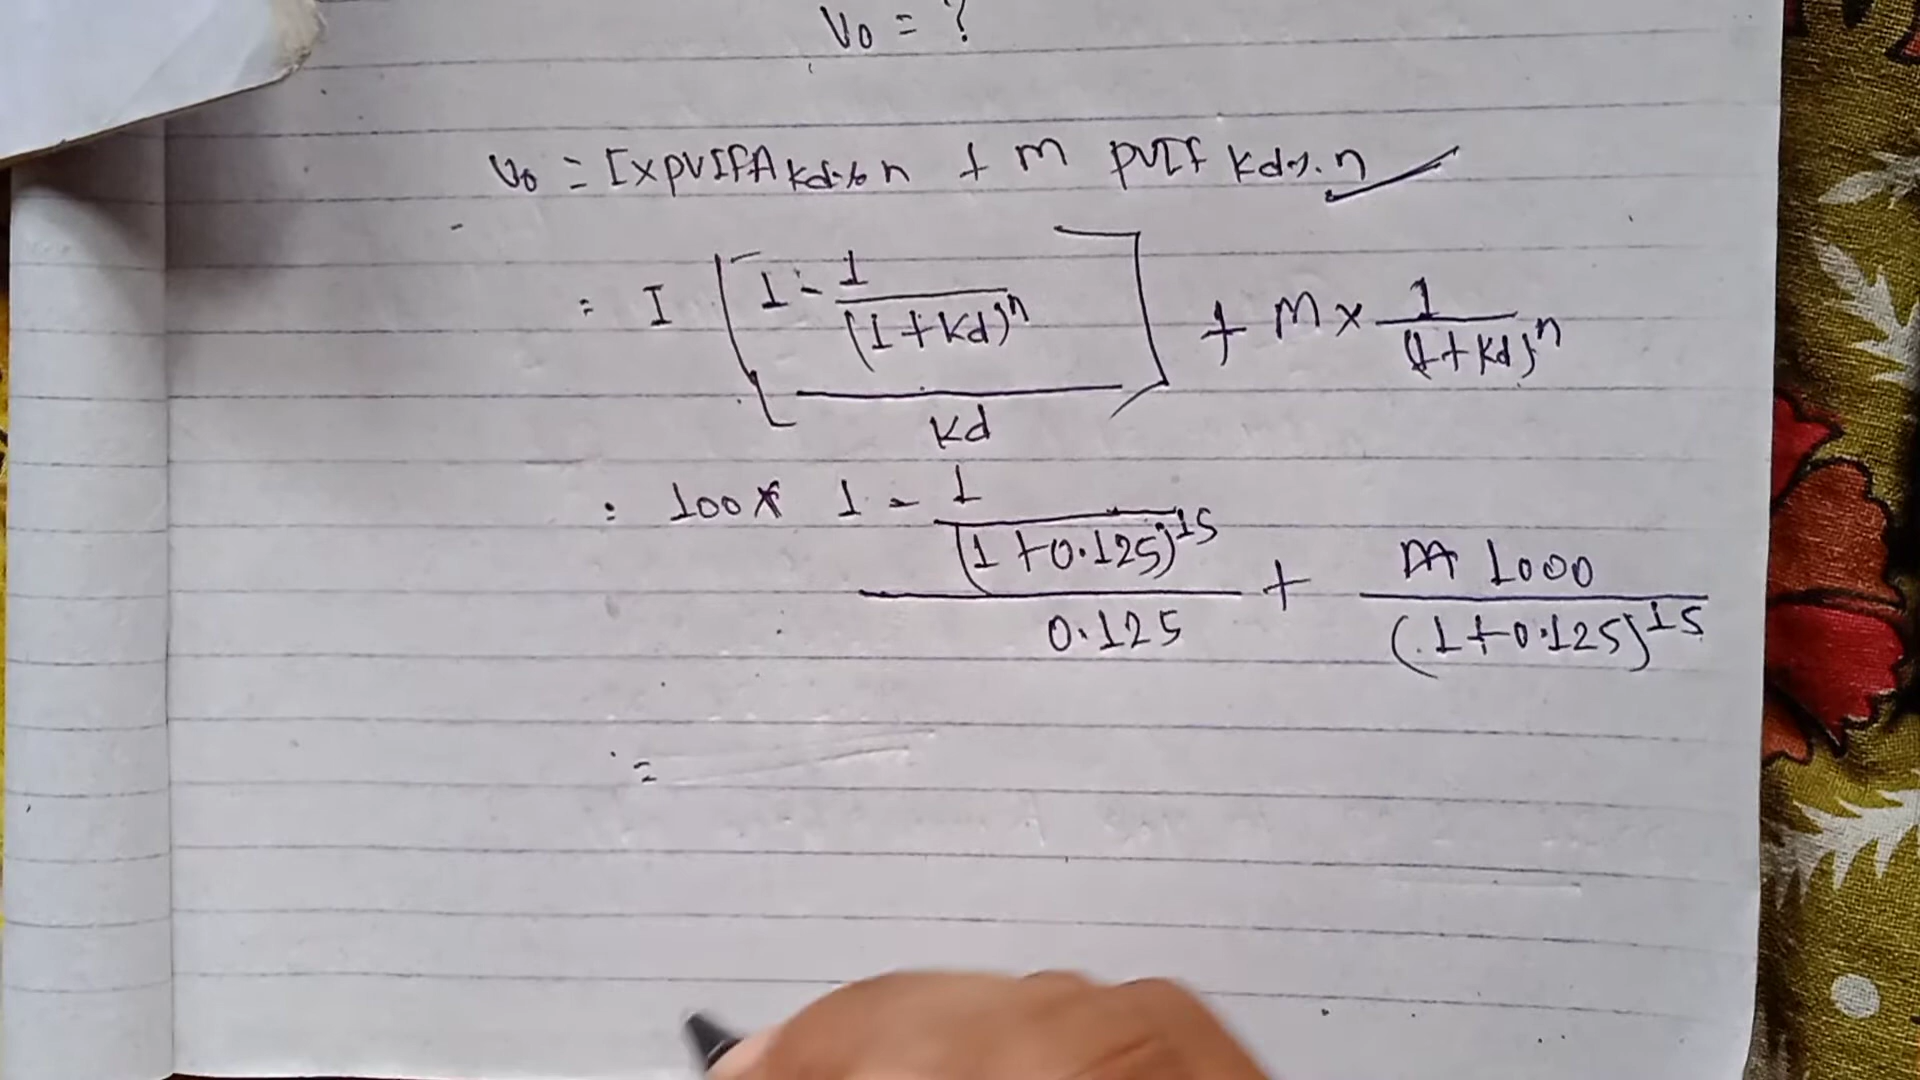 V₀ = ?
V₀ = I x PVIFA kd% n + M PVIF kd%. n
= I [ 1 - 1 / (1 + kd)ⁿ / kd ] + M x 1 / (1 + kd)ⁿ
= 100 x 1 - 1 / (1 + 0.125)¹⁵ / 0.125 + 1000 / (1 + 0.125)¹⁵
=